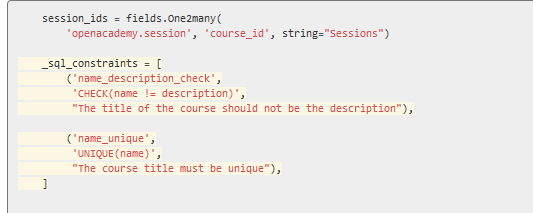 session_ids = fields.One2many(
'openacademy.session', 'course_id', string="Sessions")
_sql_constraints = [
('name_description_check',
'CHECK(name != description)',
"The title of the course should not be the description"),
('name_unique',
'UNIQUE(name)',
"The course title must be unique"),
]